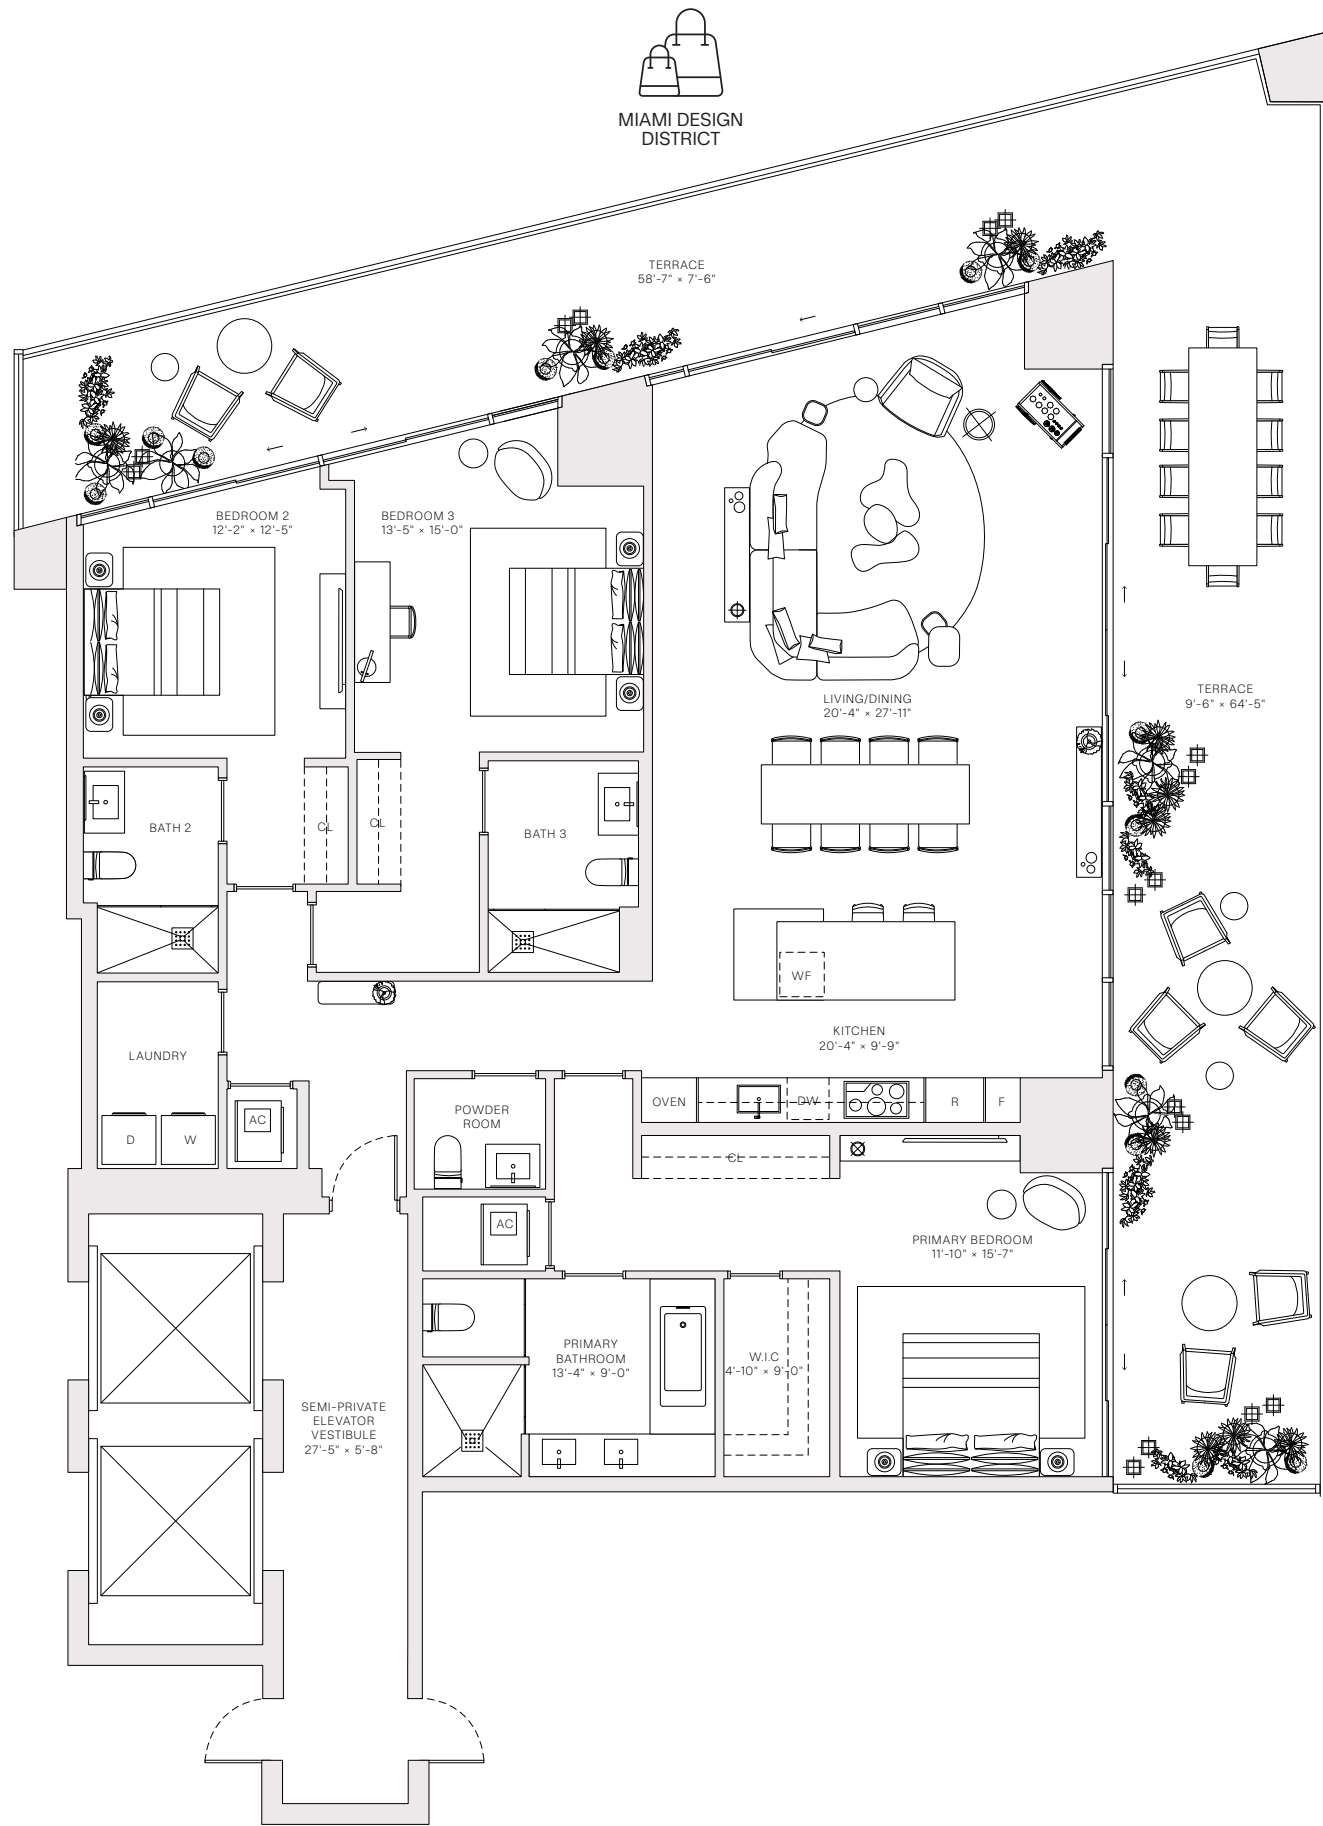 MIAMI DESIGN
DISTRICT
TERRACE
58'-7" × 7'-6"
BEDROOM 2
12'-2" × 12'-5"
BEDROOM 3
13'-5" × 15'-0"
LIVING/DINING
20'-4" × 27'-11"
TERRACE
9'-6" × 64'-5"
BATH 2
CL
CL
BATH 3
WF
KITCHEN
20'-4" × 9'-9"
LAUNDRY
D
W
AC
POWDER
ROOM
OVEN
DW
R
F
CL
AC
PRIMARY BEDROOM
11'-10" × 15'-7"
PRIMARY
BATHROOM
13'-4" × 9'-0"
W.I.C
4'-10" × 9'-0"
SEMI-PRIVATE
ELEVATOR
VESTIBULE
27'-5" × 5'-8"